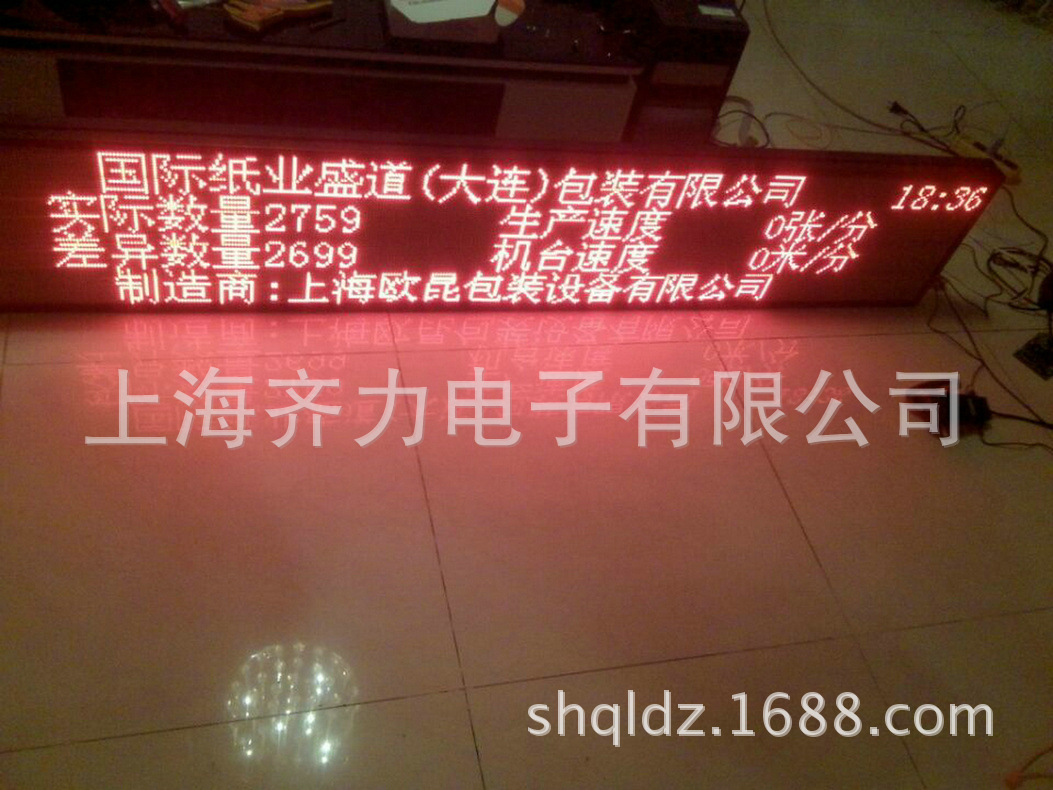 国际纸业盛道(大连)包装有限公司 18:36
实际数量2759 生产速度 0张/分
差异数量2699 机台速度 0米/分
制造商:上海欧昆包装设备有限公司
上海齐力电子有限公司
shqldz.1688.com